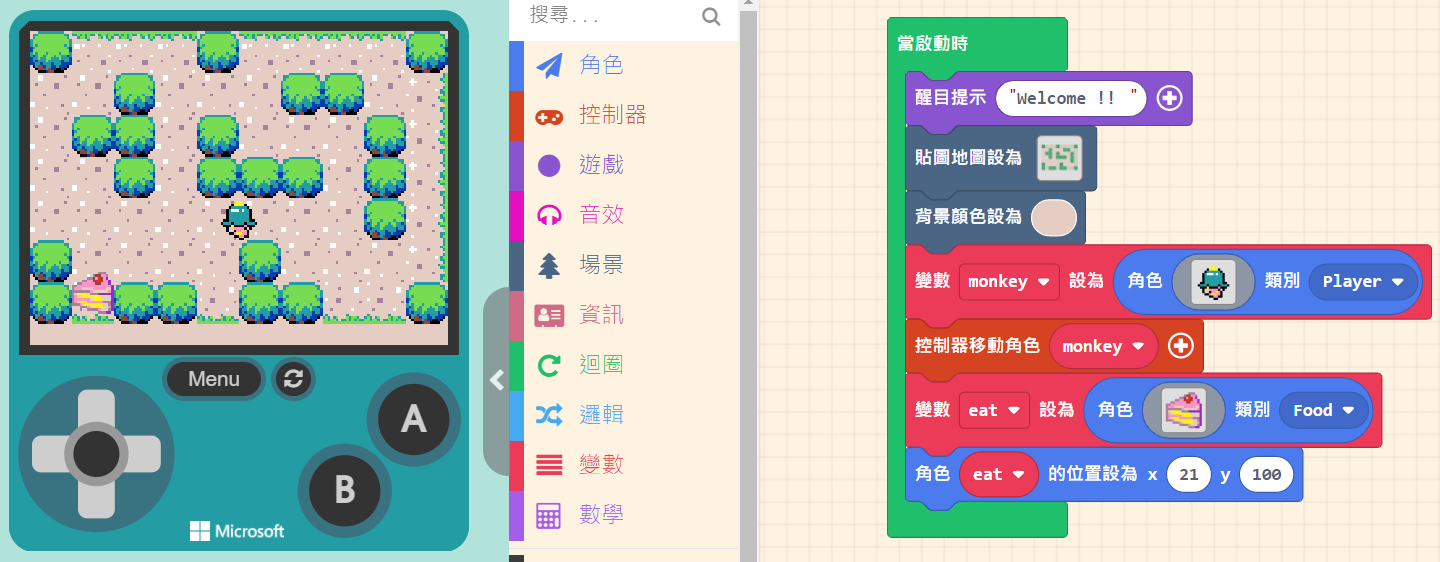 Menu
A
B
Microsoft
搜尋...
角色
控制器
遊戲
音效
場景
資訊
迴圈
邏輯
變數
數學
當啟動時
醒目提示 "Welcome !! "
貼圖地圖設為
背景顏色設為
變數 monkey 設為 角色 類別 Player
控制器移動角色 monkey
變數 eat 設為 角色 類別 Food
角色 eat 的位置設為 x 21 y 100